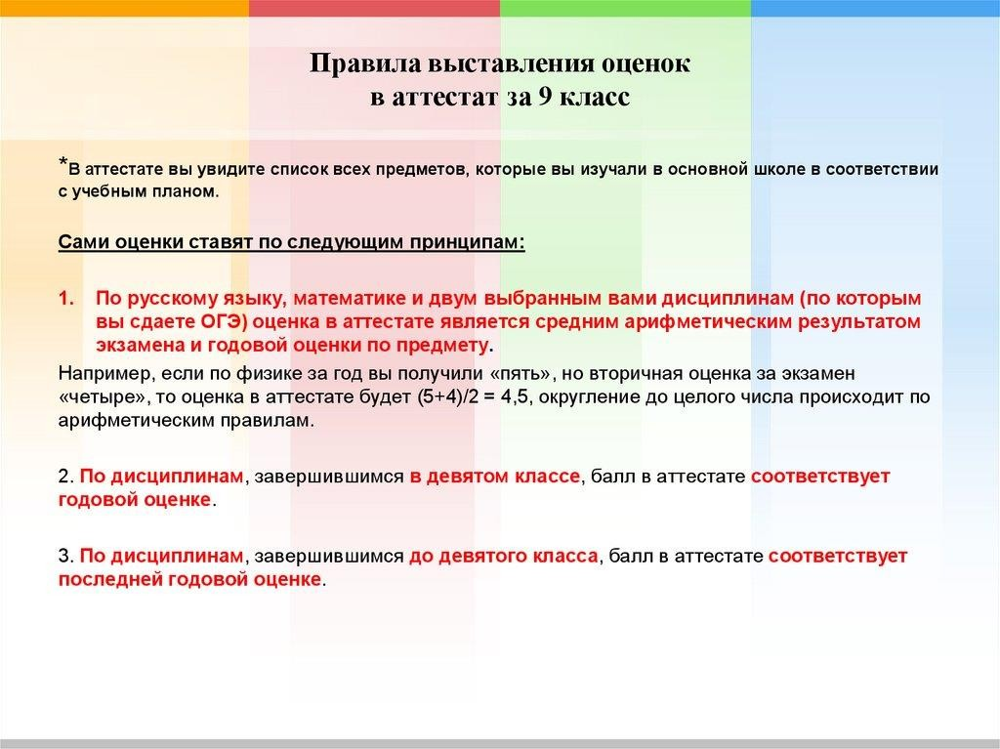 Правила выставления оценок
в аттестат за 9 класс
*В аттестате вы увидите список всех предметов, которые вы изучали в основной школе в соответствии
с учебным планом.
Сами оценки ставят по следующим принципам:
1. По русскому языку, математике и двум выбранным вами дисциплинам (по которым
вы сдаете ОГЭ) оценка в аттестате является средним арифметическим результатом
экзамена и годовой оценки по предмету.
Например, если по физике за год вы получили «пять», но вторичная оценка за экзамен
«четыре», то оценка в аттестате будет (5+4)/2 = 4,5, округление до целого числа происходит по
арифметическим правилам.
2. По дисциплинам, завершившимся в девятом классе, балл в аттестате соответствует
годовой оценке.
3. По дисциплинам, завершившимся до девятого класса, балл в аттестате соответствует
последней годовой оценке.